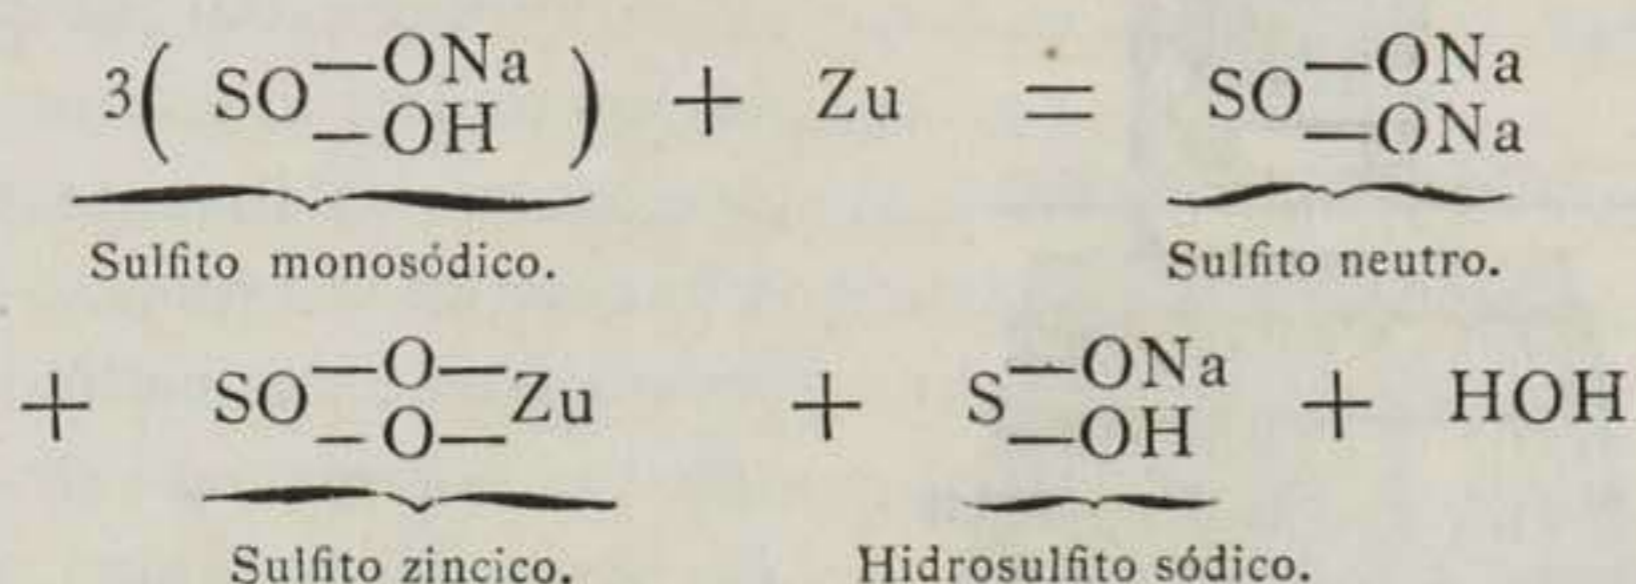 3( SO —ONa —OH ) + Zu = SO —ONa —ONa
Sulfito monosódico. Sulfito neutro.
+ SO —O— —O— Zu + S —ONa —OH + HOH
Sulfito zincico. Hidrosulfito sódico.